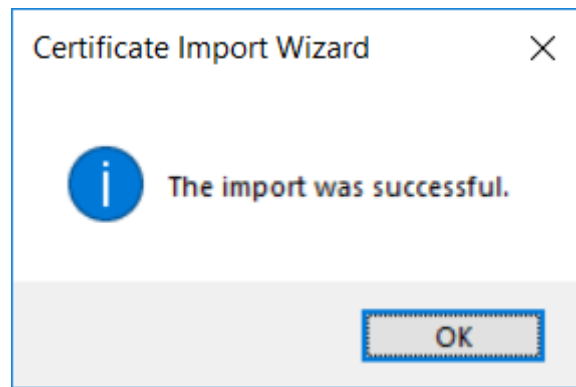 Certificate Import Wizard
The import was successful.
OK